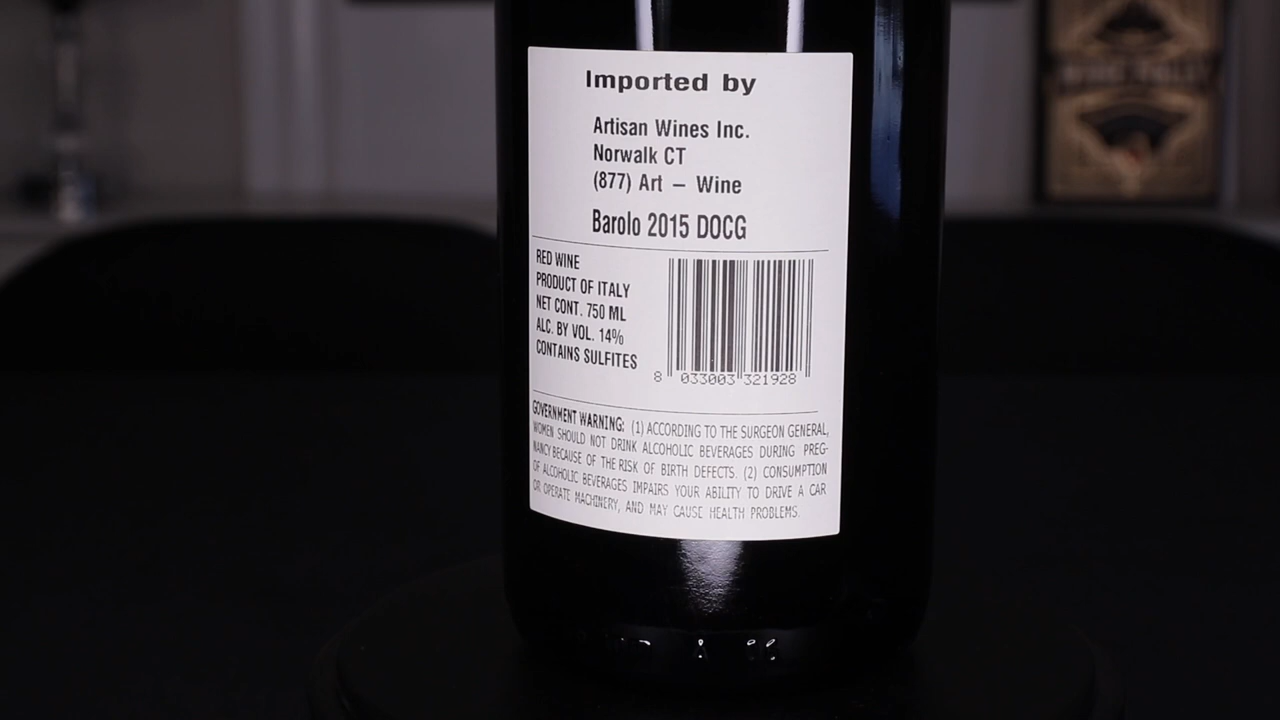 Imported by
Artisan Wines Inc.
Norwalk CT
(877) Art – Wine
Barolo 2015 DOCG
RED WINE
PRODUCT OF ITALY
NET CONT. 750 ML
ALC. BY VOL. 14%
CONTAINS SULFITES
8 033003 321928
GOVERNMENT WARNING: (1) ACCORDING TO THE SURGEON GENERAL,
WOMEN SHOULD NOT DRINK ALCOHOLIC BEVERAGES DURING PREG-
NANCY BECAUSE OF THE RISK OF BIRTH DEFECTS. (2) CONSUMPTION
OF ALCOHOLIC BEVERAGES IMPAIRS YOUR ABILITY TO DRIVE A CAR
OR OPERATE MACHINERY, AND MAY CAUSE HEALTH PROBLEMS.